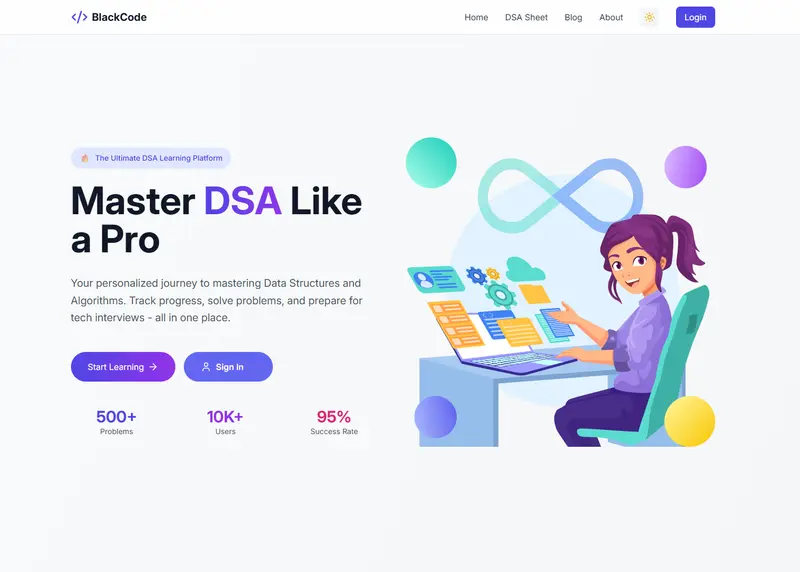 </> BlackCode
Home
DSA Sheet
Blog
About
Login
The Ultimate DSA Learning Platform
Master DSA Like
a Pro
Your personalized journey to mastering Data Structures and
Algorithms. Track progress, solve problems, and prepare for
tech interviews - all in one place.
Start Learning →
Sign In
500+
Problems
10K+
Users
95%
Success Rate